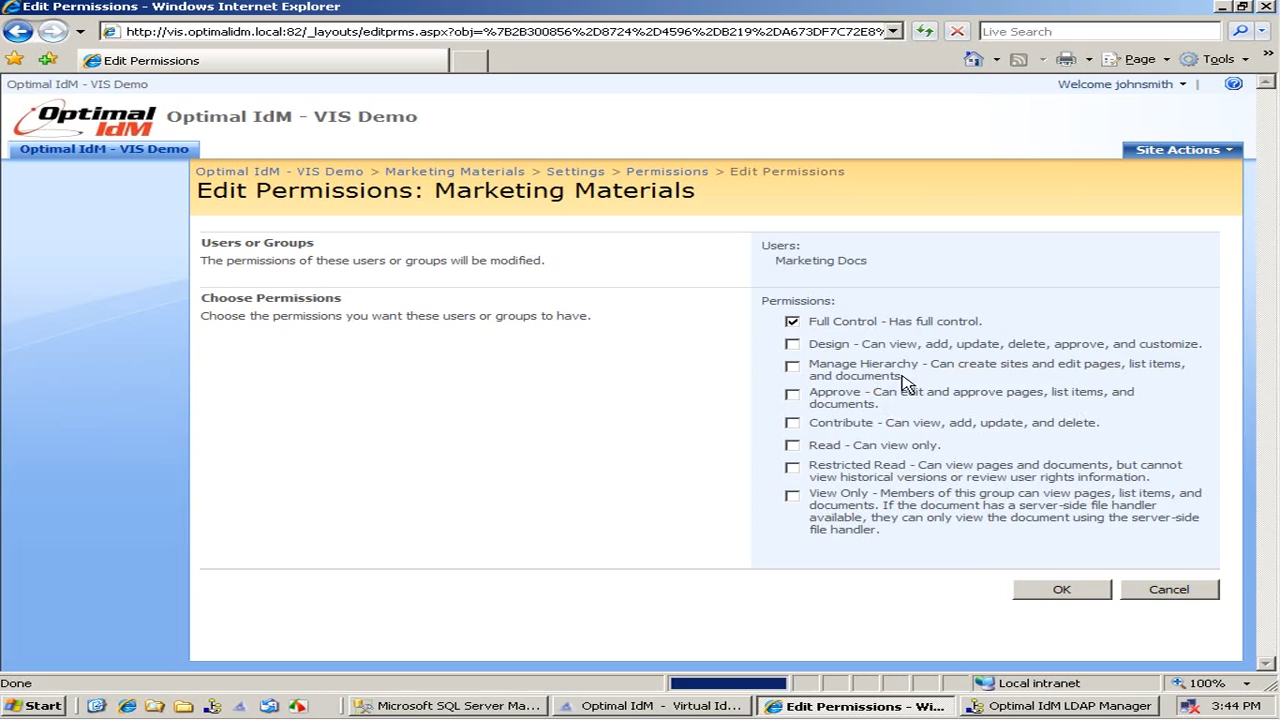 Edit Permissions - Windows Internet Explorer
http://vis.optimalidm.local:82/_layouts/editprms.aspx?obj=%7B2B3D0856%2D8724%2D4596%2DB219%2DA673DF7C72E8%
Live Search
Edit Permissions
Page
Tools
Optimal IdM - VIS Demo
Welcome johnsmith
Optimal IdM
Optimal IdM - VIS Demo
Optimal IdM - VIS Demo
Site Actions
Optimal IdM - VIS Demo > Marketing Materials > Settings > Permissions > Edit Permissions
Edit Permissions: Marketing Materials
Users or Groups
The permissions of these users or groups will be modified.
Users:
Marketing Docs
Choose Permissions
Choose the permissions you want these users or groups to have.
Permissions:
Full Control - Has full control.
Design - Can view, add, update, delete, approve, and customize.
Manage Hierarchy - Can create sites and edit pages, list items,
and documents.
Approve - Can edit and approve pages, list items, and
documents.
Contribute - Can view, add, update, and delete.
Read - Can view only.
Restricted Read - Can view pages and documents, but cannot
view historical versions or review user rights information.
View Only - Members of this group can view pages, list items, and
documents. If the document has a server-side file handler
available, they can only view the document using the server-side
file handler.
OK
Cancel
Done
Local intranet
100%
Start
Microsoft SQL Server Ma...
Optimal IdM - Virtual Id...
Edit Permissions - Wi...
Optimal IdM LDAP Manager
3:44 PM